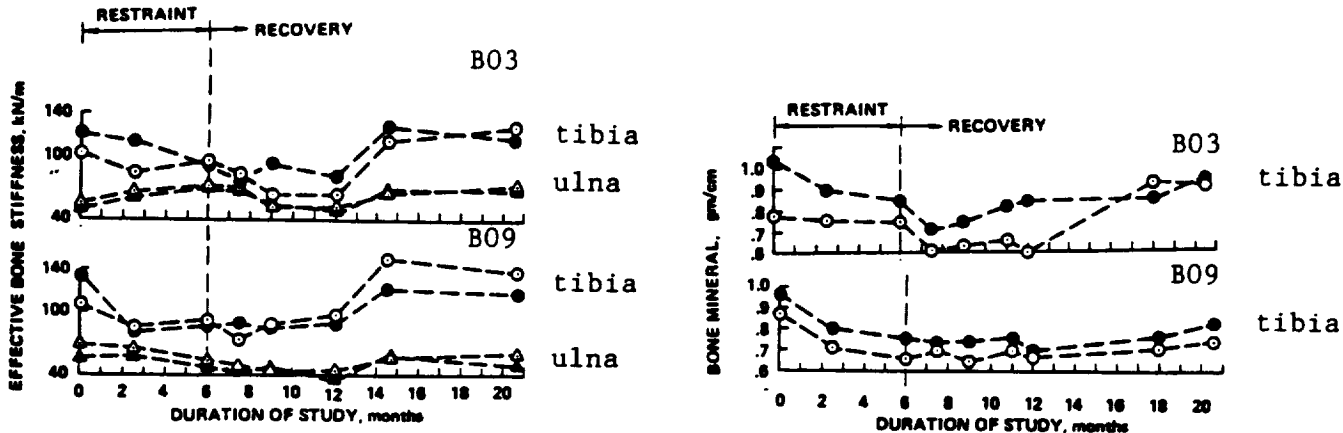 RESTRAINT
RECOVERY
B03
EFFECTIVE BONE STIFFNESS, kN/m
140
100
40
tibia
ulna
B09
140
100
40
tibia
ulna
0 2 4 6 8 10 12 14 16 18 20
DURATION OF STUDY, months
RESTRAINT
RECOVERY
B03
BONE MINERAL, gm/cm
1.0
.9
.8
.7
.6
tibia
B09
1.0
.9
.8
.7
.6
tibia
0 2 4 6 8 10 12 14 16 18 20
DURATION OF STUDY, months